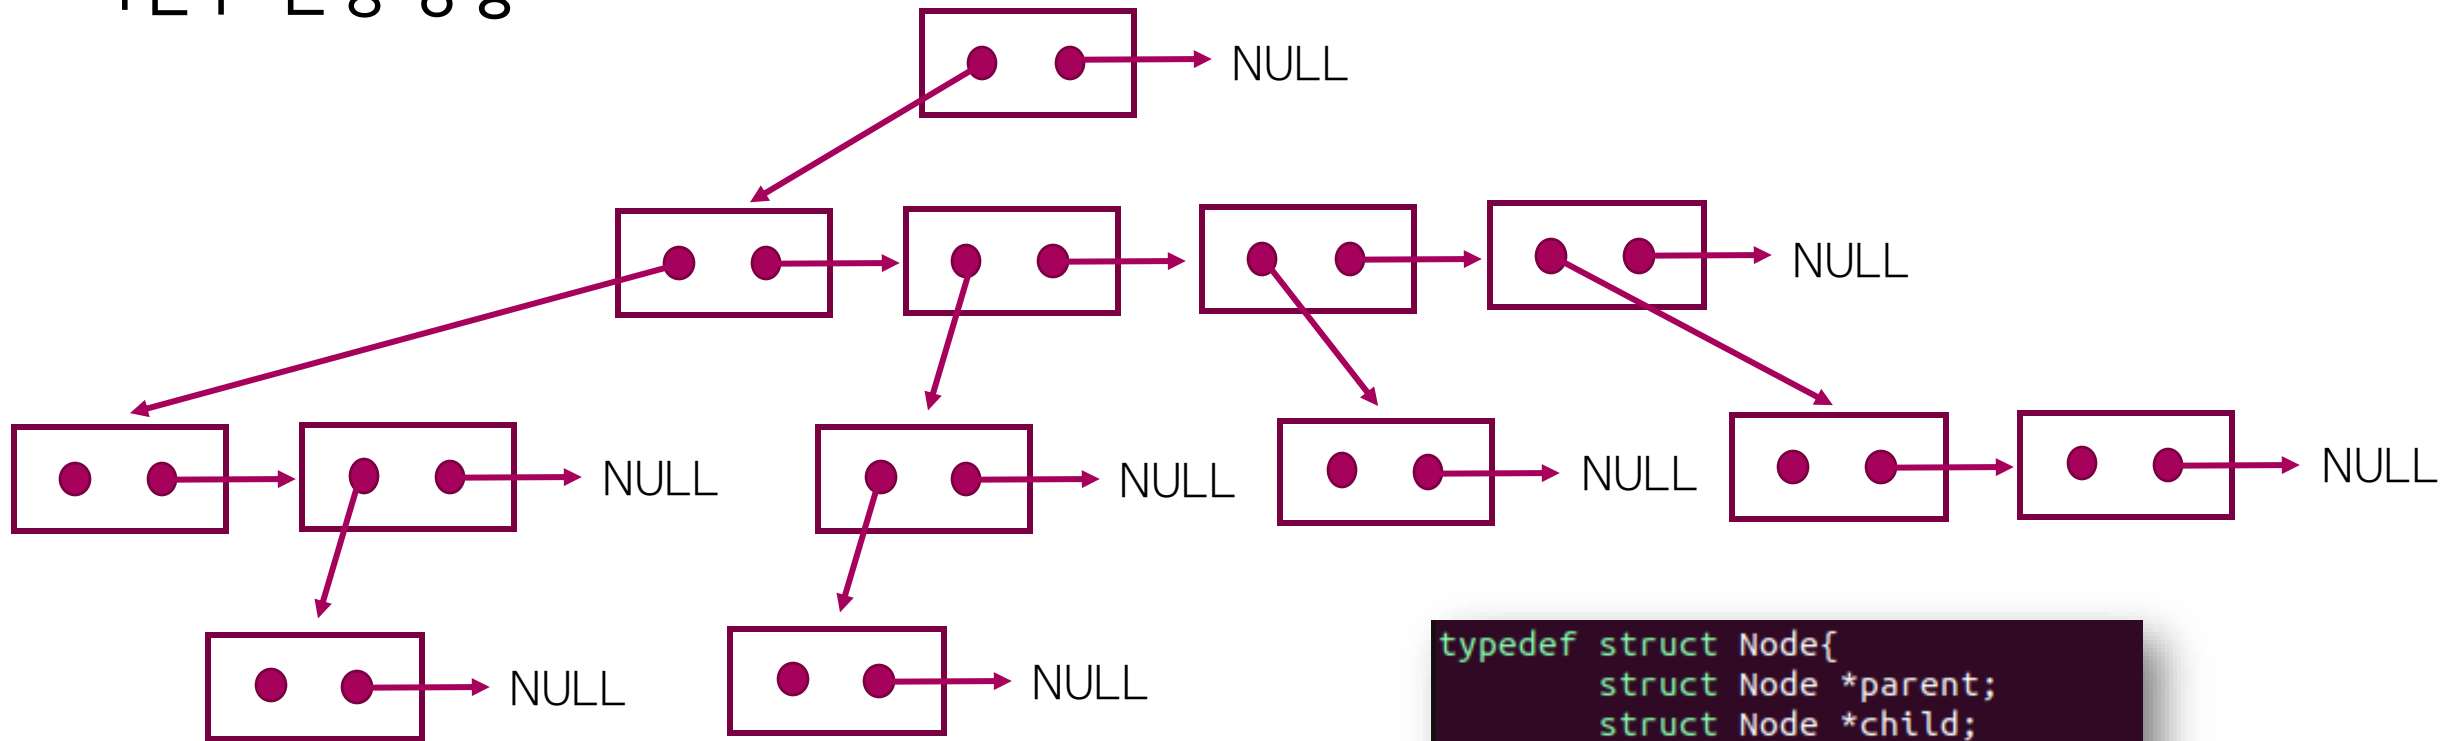 NULL
NULL
NULL
NULL
NULL
NULL
NULL
NULL
typedef struct Node{
struct Node *parent;
struct Node *child;